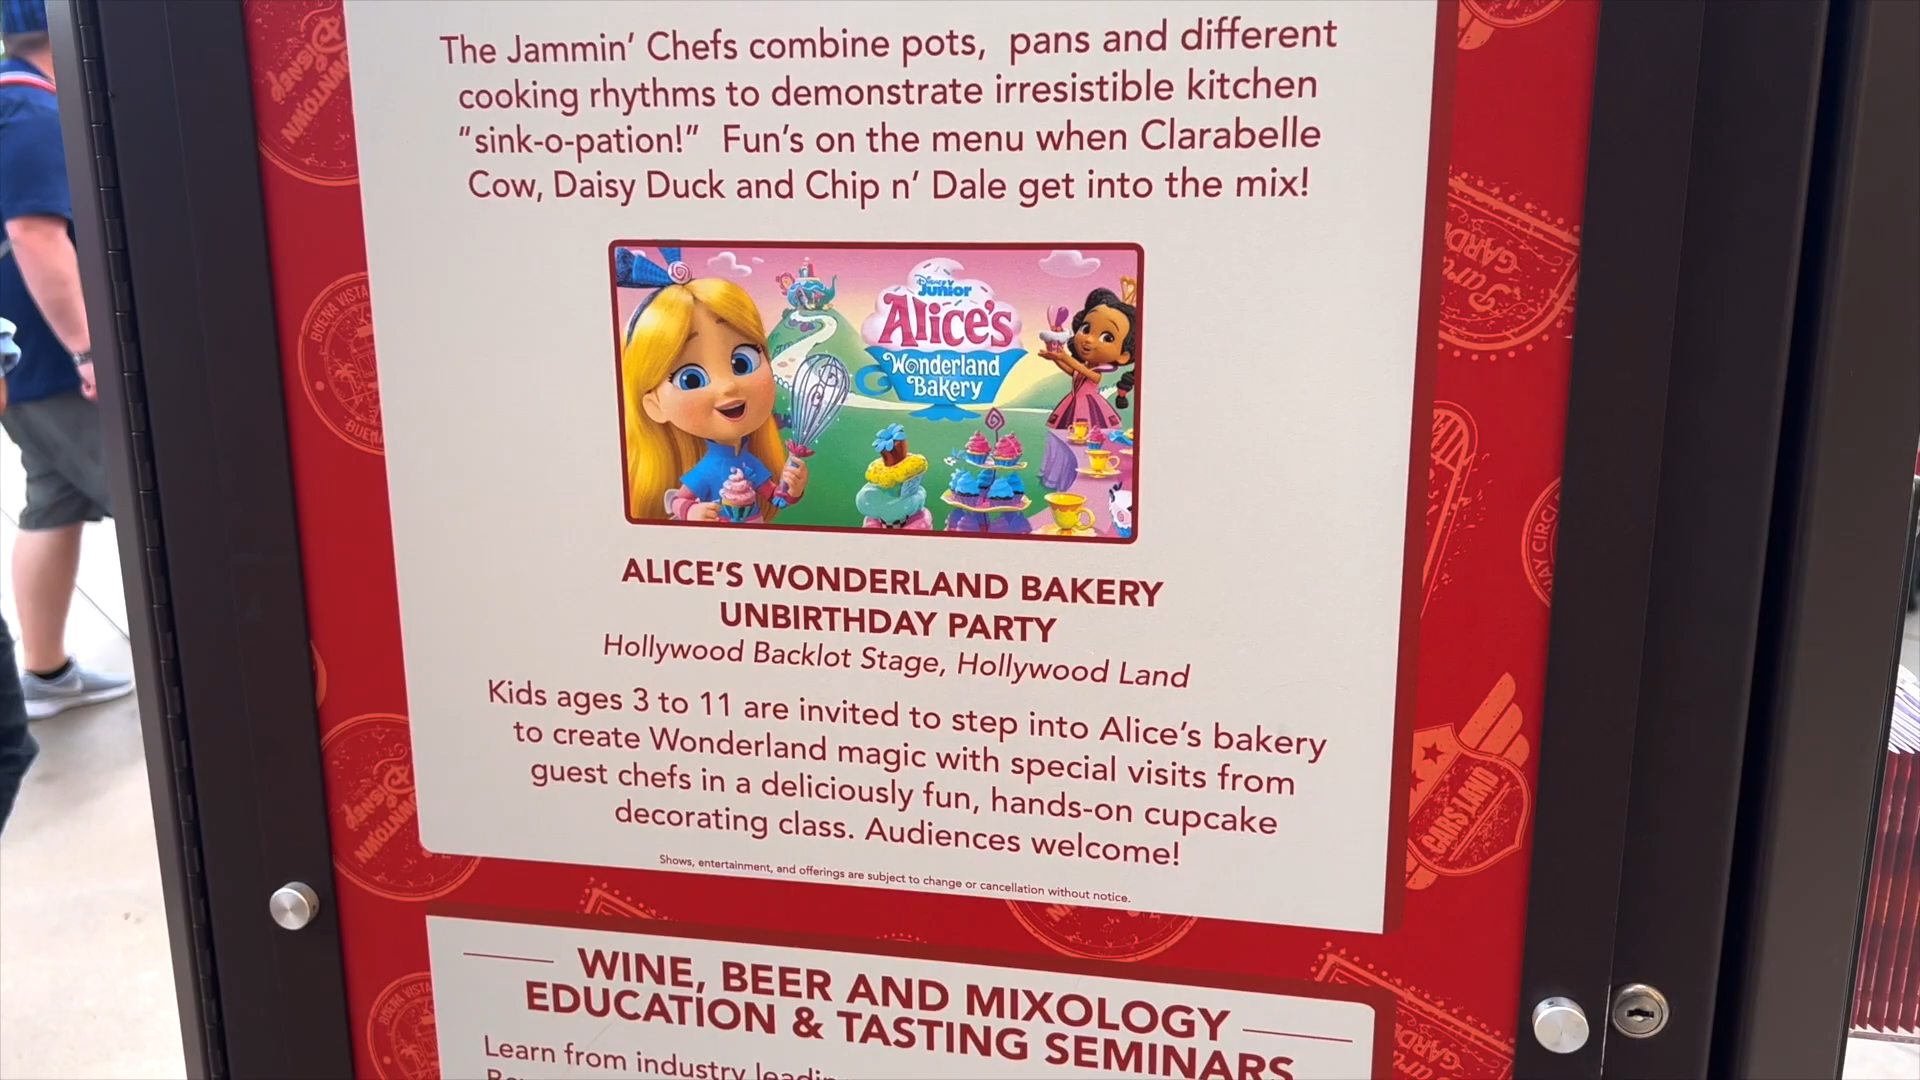 The Jammin’ Chefs combine pots, pans and different
cooking rhythms to demonstrate irresistible kitchen
“sink-o-pation!” Fun’s on the menu when Clarabelle
Cow, Daisy Duck and Chip n’ Dale get into the mix!
Disney
Junior
Alice's
Wonderland
Bakery
ALICE’S WONDERLAND BAKERY
UNBIRTHDAY PARTY
Hollywood Backlot Stage, Hollywood Land
Kids ages 3 to 11 are invited to step into Alice’s bakery
to create Wonderland magic with special visits from
guest chefs in a deliciously fun, hands-on cupcake
decorating class. Audiences welcome!
Shows, entertainment, and offerings are subject to change or cancellation without notice.
WINE, BEER AND MIXOLOGY
EDUCATION & TASTING SEMINARS
Learn from industry
BUENA VISTA
CARS LAND
Disney